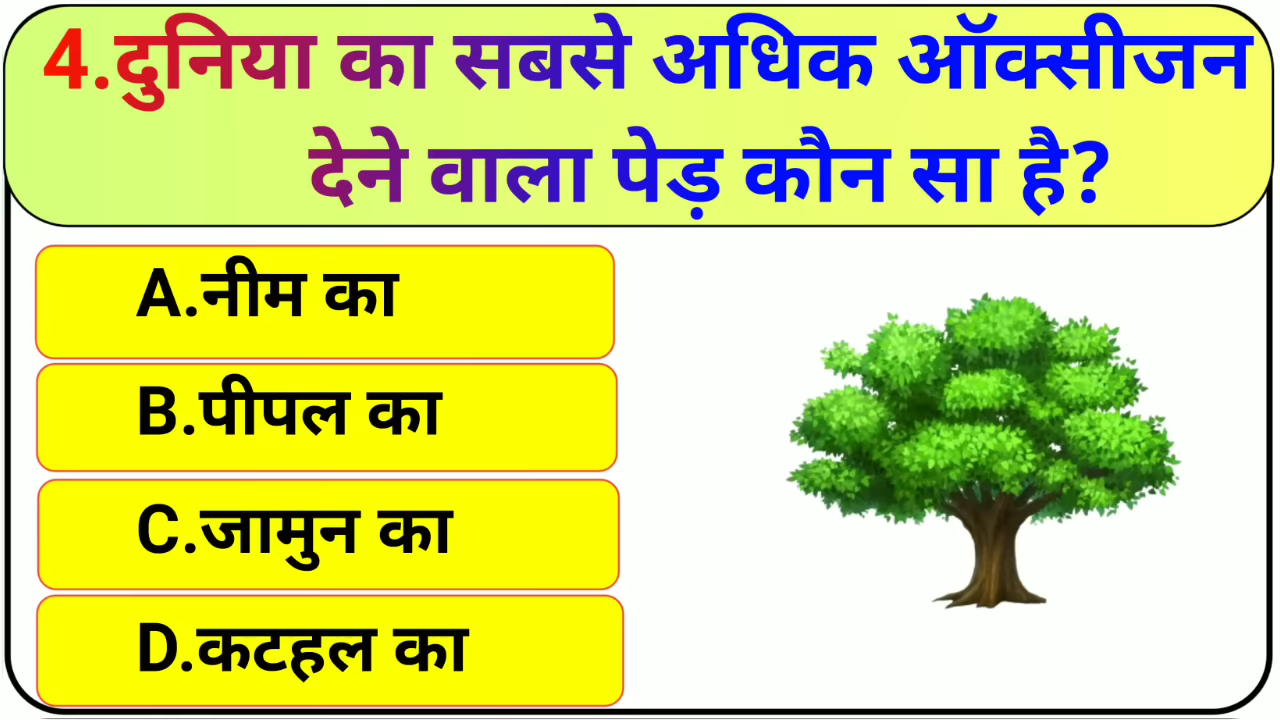 4.दुनिया का सबसे अधिक ऑक्सीजन
देने वाला पेड़ कौन सा है?
A.नीम का
B.पीपल का
C.जामुन का
D.कटहल का